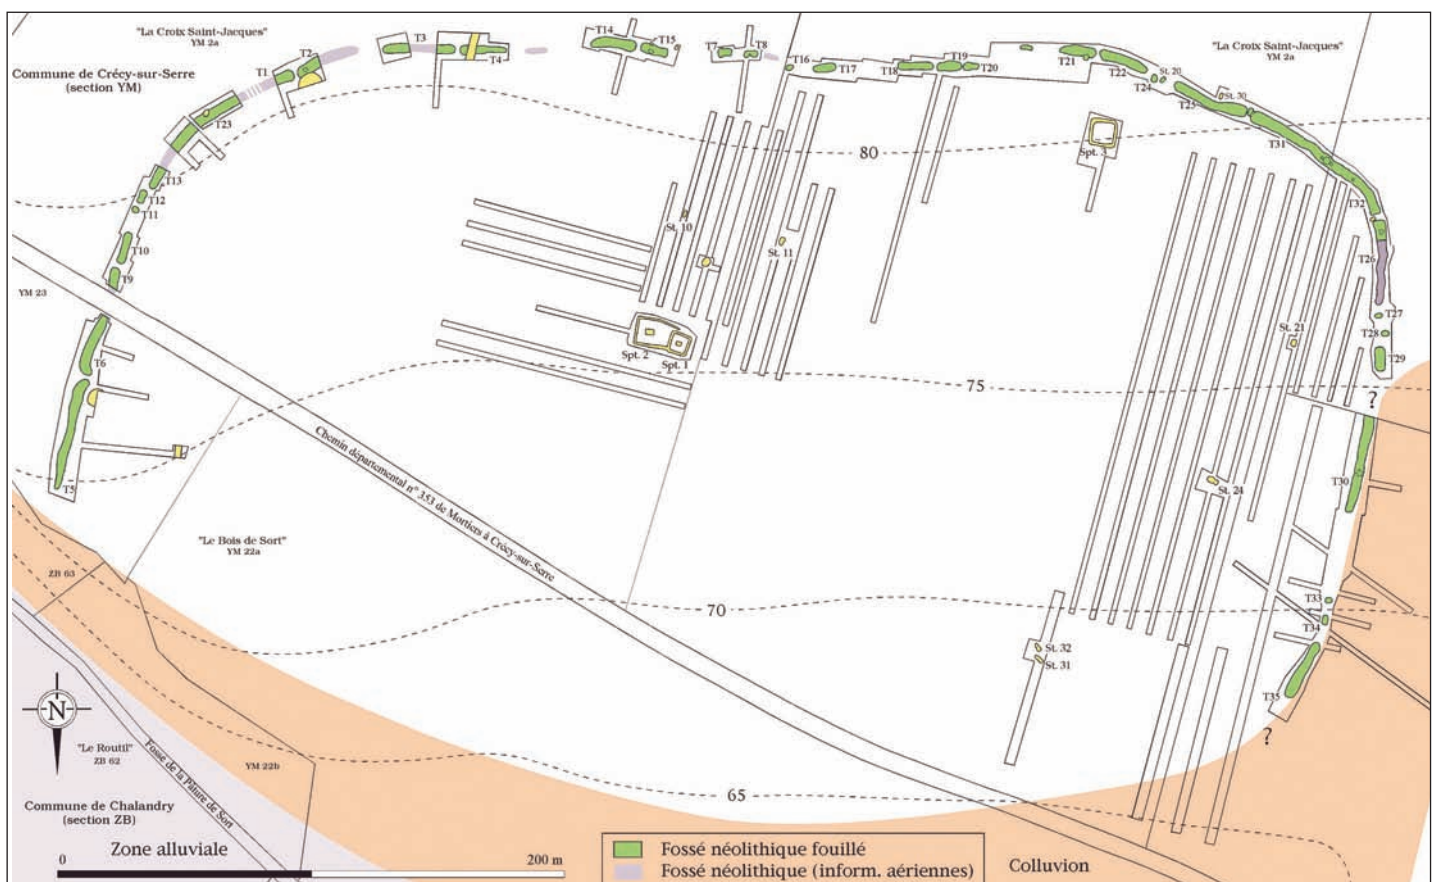 "La Croix Saint-Jacques"
YM 2a
Commune de Crécy-sur-Serre
(section YM)
T1
T2
T3
T4
T14
T15
T7
T8
T16
T17
T18
T19
T20
T21
T22
T24
St. 20
T25
St. 30
T31
"La Croix Saint-Jacques"
YM 2a
T23
T13
T12
T11
T10
T9
YM 23
T6
T5
80
Spt. 3
St. 10
St. 11
Spt. 2
Spt. 1
75
T32
T26
T27
T28
T29
St. 21
?
T30
St. 24
Chemin départemental n° 353 de Mortiers à Crécy-sur-Serre
"Le Bois de Sort"
YM 22a
ZB 63
70
T33
T34
T35
St. 32
St. 31
?
N
"Le Routil"
ZB 62
Fossé de la Pâture de Sort
YM 22b
65
Commune de Chalandry
(section ZB)
Zone alluviale
0
200 m
Fossé néolithique fouillé
Fossé néolithique (inform. aériennes)
Colluvion